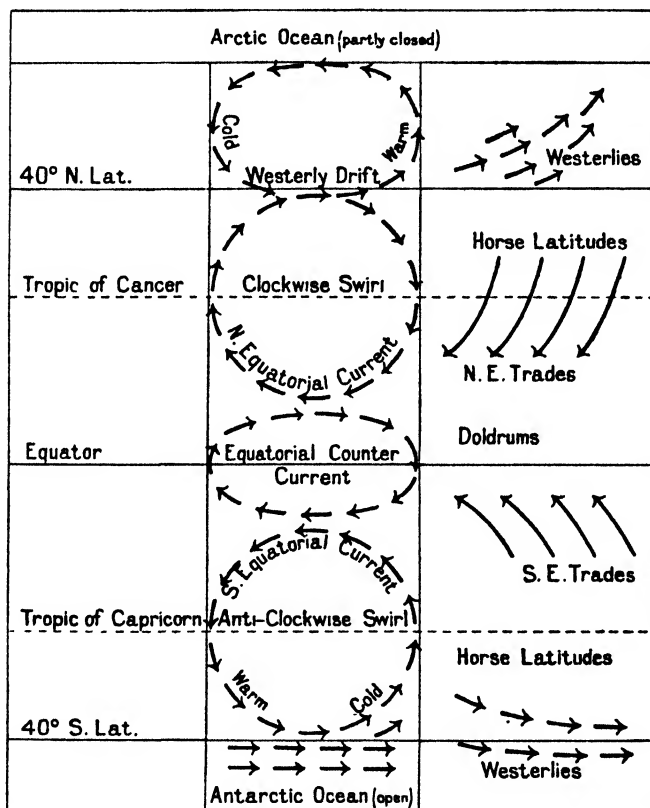 Arctic Ocean (partly closed)
Cold
Warm
Westerlies
40° N. Lat.
Westerly Drift
Horse Latitudes
Tropic of Cancer
Clockwise Swirl
N. Equatorial Current
N. E. Trades
Doldrums
Equator
Equatorial Counter
Current
S. Equatorial Current
S. E. Trades
Tropic of Capricorn
Anti-Clockwise Swirl
Horse Latitudes
Warm
Cold
40° S. Lat.
Westerlies
Antarctic Ocean (open)